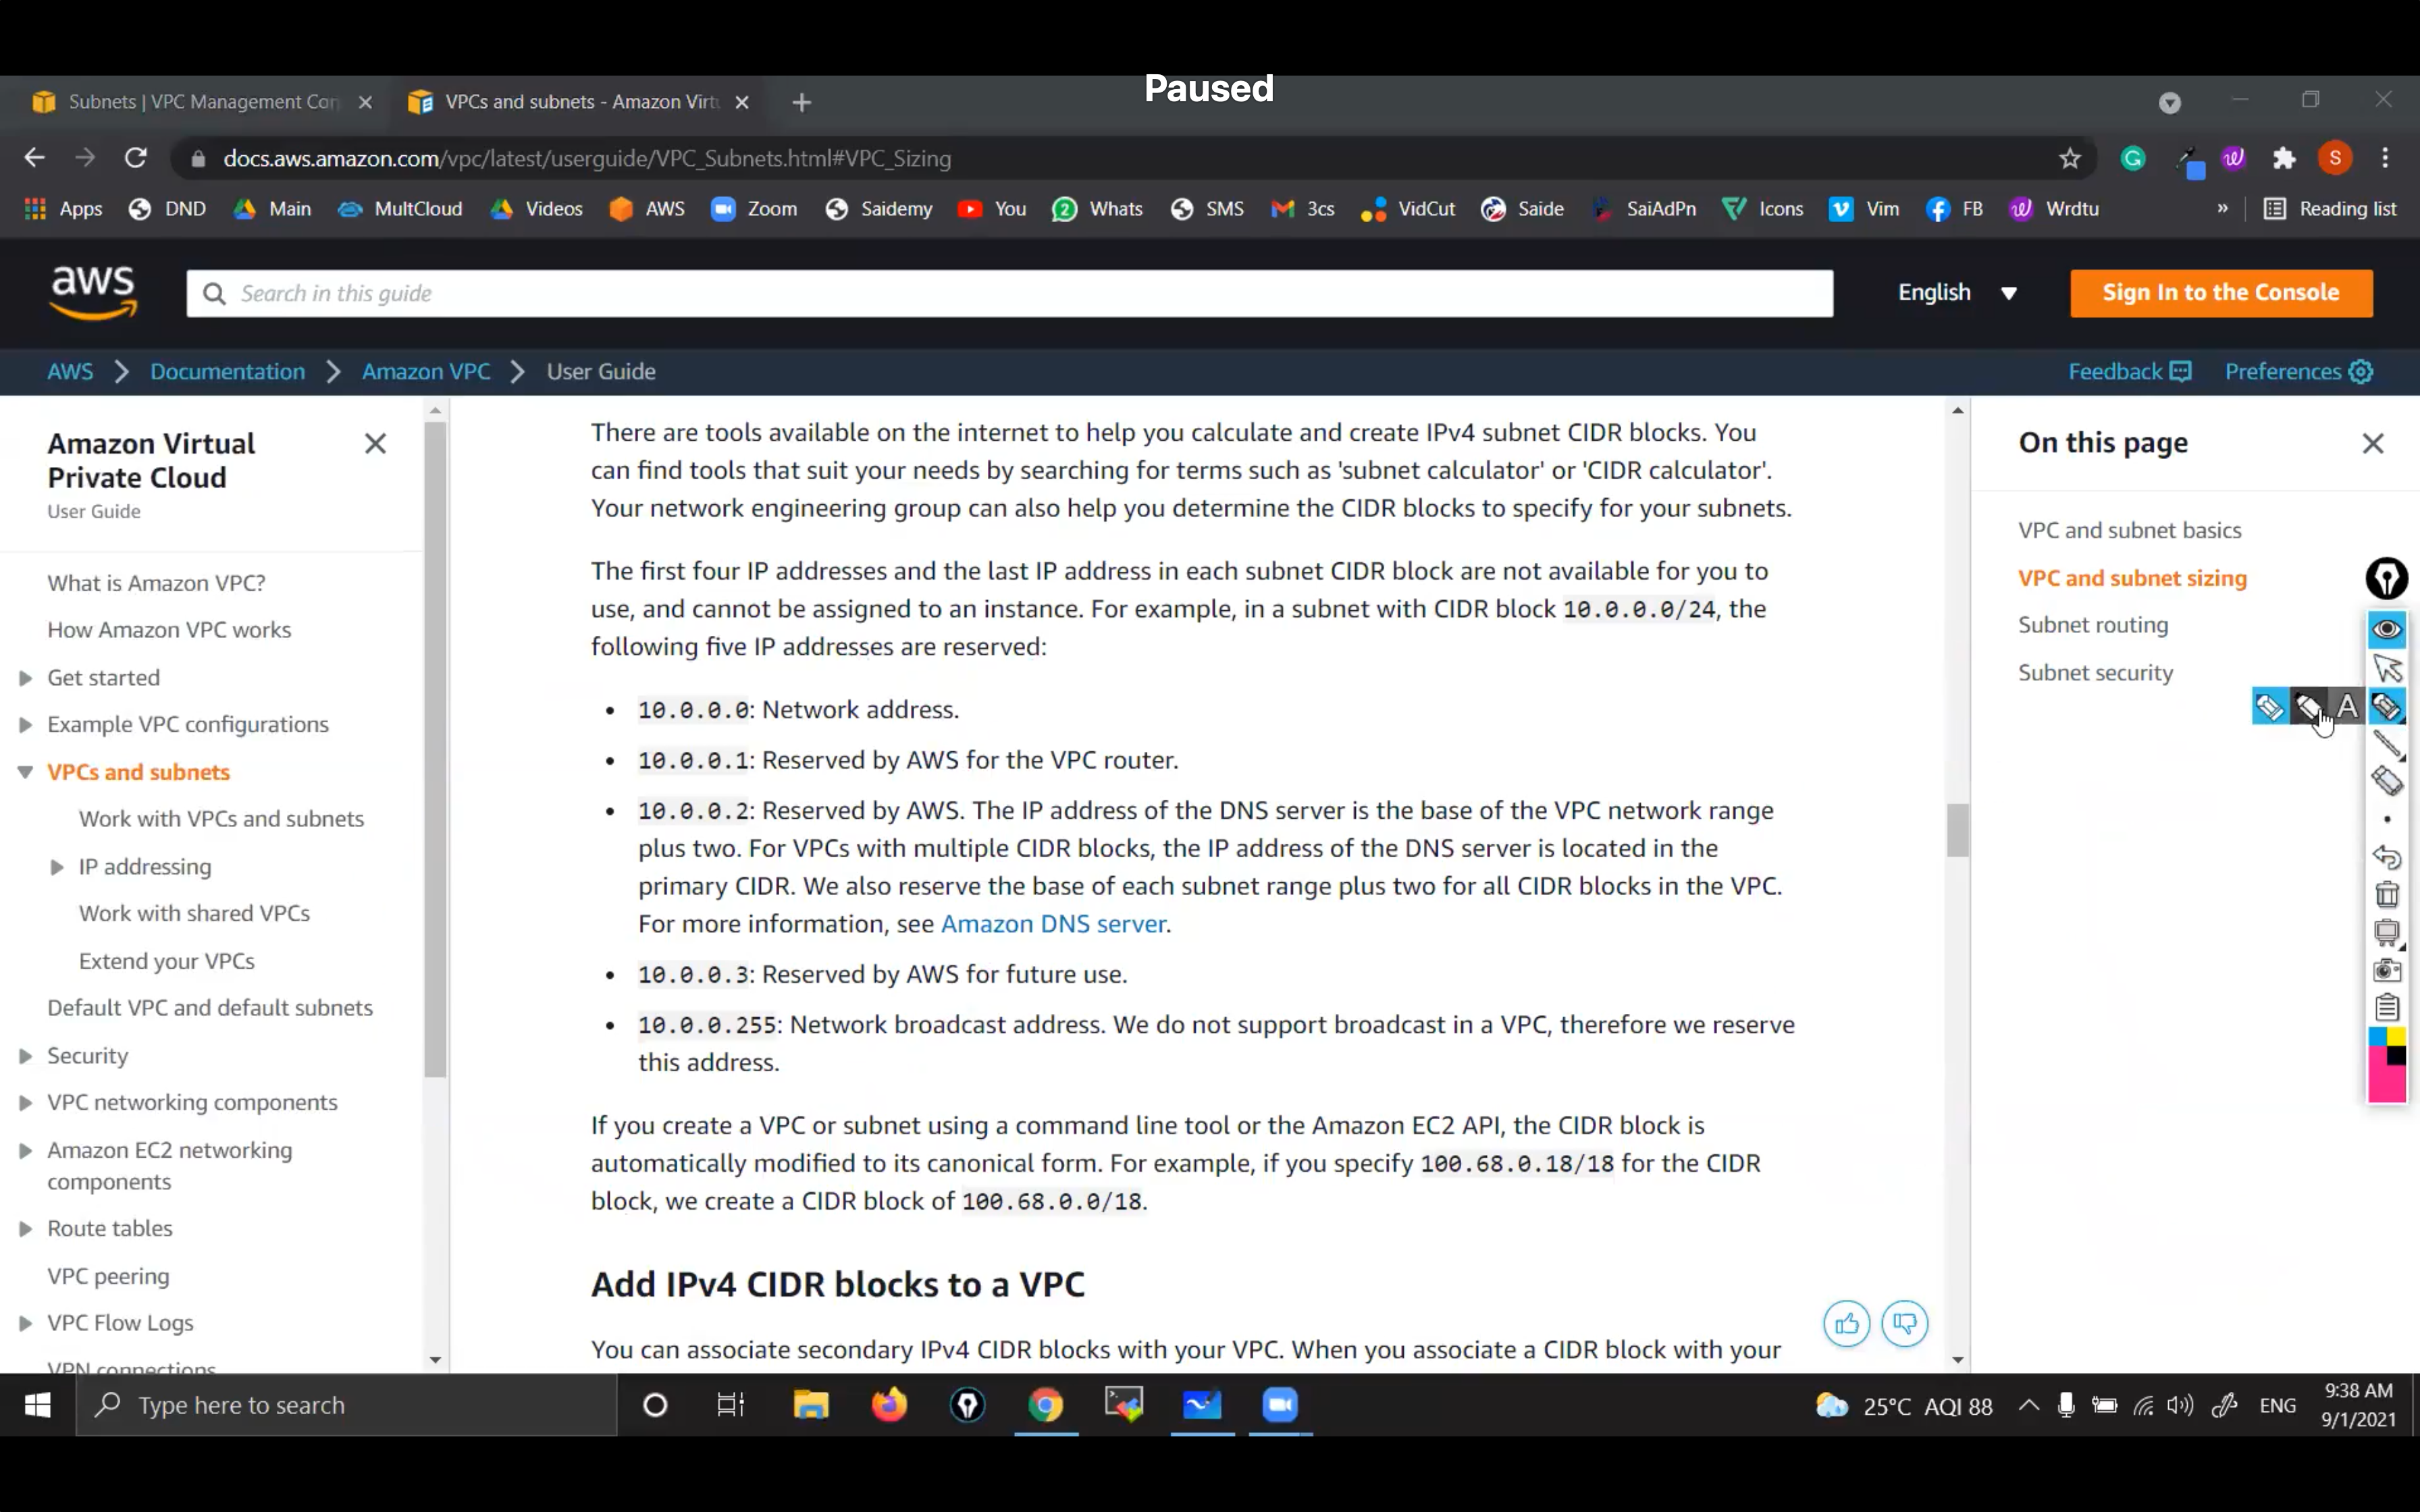 Paused
Subnets | VPC Management Con
VPCs and subnets - Amazon Virtu
docs.aws.amazon.com/vpc/latest/userguide/VPC_Subnets.html#VPC_Sizing
Apps DND Main MultCloud Videos AWS Zoom Saidemy You 2 Whats SMS 3cs VidCut Saide SaiAdPn Icons Vim FB Wrdtu » Reading list
aws
Search in this guide
English
Sign In to the Console
AWS > Documentation > Amazon VPC > User Guide
Feedback
Preferences
Amazon Virtual
Private Cloud
User Guide
What is Amazon VPC?
How Amazon VPC works
Get started
Example VPC configurations
VPCs and subnets
Work with VPCs and subnets
IP addressing
Work with shared VPCs
Extend your VPCs
Default VPC and default subnets
Security
VPC networking components
Amazon EC2 networking
components
Route tables
VPC peering
VPC Flow Logs
VPN connections
There are tools available on the internet to help you calculate and create IPv4 subnet CIDR blocks. You
can find tools that suit your needs by searching for terms such as 'subnet calculator' or 'CIDR calculator'.
Your network engineering group can also help you determine the CIDR blocks to specify for your subnets.
The first four IP addresses and the last IP address in each subnet CIDR block are not available for you to
use, and cannot be assigned to an instance. For example, in a subnet with CIDR block 10.0.0.0/24, the
following five IP addresses are reserved:
• 10.0.0.0: Network address.
• 10.0.0.1: Reserved by AWS for the VPC router.
• 10.0.0.2: Reserved by AWS. The IP address of the DNS server is the base of the VPC network range
plus two. For VPCs with multiple CIDR blocks, the IP address of the DNS server is located in the
primary CIDR. We also reserve the base of each subnet range plus two for all CIDR blocks in the VPC.
For more information, see Amazon DNS server.
• 10.0.0.3: Reserved by AWS for future use.
• 10.0.0.255: Network broadcast address. We do not support broadcast in a VPC, therefore we reserve
this address.
If you create a VPC or subnet using a command line tool or the Amazon EC2 API, the CIDR block is
automatically modified to its canonical form. For example, if you specify 100.68.0.18/18 for the CIDR
block, we create a CIDR block of 100.68.0.0/18.
Add IPv4 CIDR blocks to a VPC
You can associate secondary IPv4 CIDR blocks with your VPC. When you associate a CIDR block with your
On this page
VPC and subnet basics
VPC and subnet sizing
Subnet routing
Subnet security
A
S
Type here to search
25°C AQI 88
ENG
9:38 AM
9/1/2021